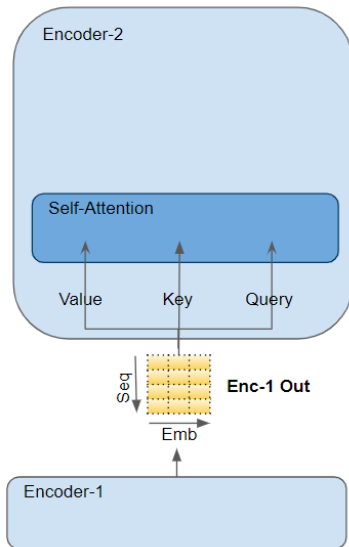 Encoder-2
Self-Attention
Value Key Query
Seq
Enc-1 Out
Emb
Encoder-1